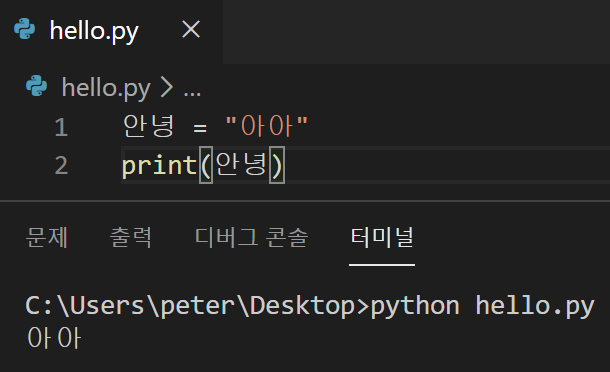 hello.py
hello.py > ...
1 안녕 = "아아"
2 print(안녕)
문제 출력 디버그 콘솔 터미널
C:\Users\peter\Desktop>python hello.py
아아